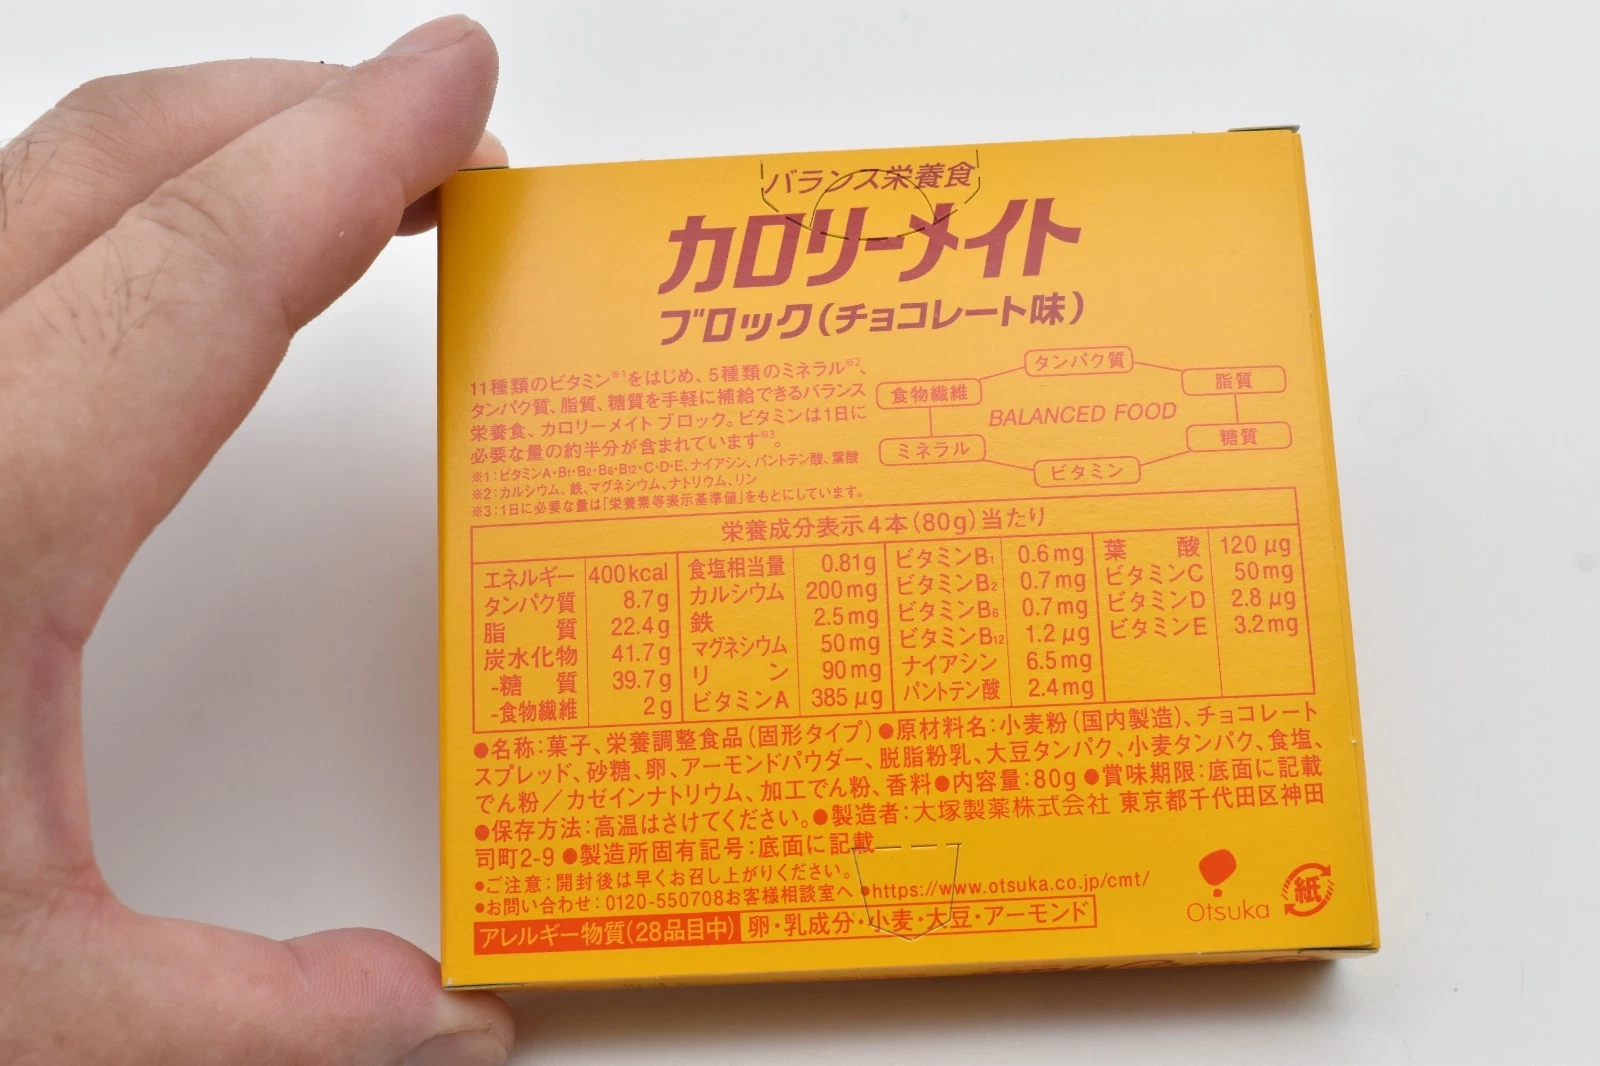 バランス栄養食
カロリーメイト
ブロック(チョコレート味)
11種類のビタミン※1をはじめ、5種類のミネラル※2、
タンパク質、脂質、糖質を手軽に補給できるバランス
栄養食、カロリーメイト ブロック。ビタミンは1日に
必要な量の約半分が含まれています※3。
※1:ビタミンA・B1・B2・B6・B12・C・D・E、ナイアシン、パントテン酸、葉酸
※2:カルシウム、鉄、マグネシウム、ナトリウム、リン
※3:1日に必要な量は「栄養素等表示基準値」をもとにしています。
タンパク質
食物繊維
脂質
BALANCED FOOD
ミネラル
糖質
ビタミン
栄養成分表示4本(80g)当たり
エネルギー 400kcal
タンパク質 8.7g
脂質 22.4g
炭水化物 41.7g
-糖質 39.7g
-食物繊維 2g
食塩相当量 0.81g
カルシウム 200mg
鉄 2.5mg
マグネシウム 50mg
リン 90mg
ビタミンA 385μg
ビタミンB1 0.6mg
ビタミンB2 0.7mg
ビタミンB6 0.7mg
ビタミンB12 1.2μg
ナイアシン 6.5mg
パントテン酸 2.4mg
葉酸 120μg
ビタミンC 50mg
ビタミンD 2.8μg
ビタミンE 3.2mg
●名称:菓子、栄養調整食品(固形タイプ)●原材料名:小麦粉(国内製造)、チョコレート
スプレッド、砂糖、卵、アーモンドパウダー、脱脂粉乳、大豆タンパク、小麦タンパク、食塩、
でん粉/カゼインナトリウム、加工でん粉、香料●内容量:80g●賞味期限:底面に記載
●保存方法:高温はさけてください。●製造者:大塚製薬株式会社 東京都千代田区神田
司町2-9 ●製造所固有記号:底面に記載
●ご注意:開封後は早くお召し上がりください。
●お問い合わせ:0120-550708お客様相談室へ ●https://www.otsuka.co.jp/cmt/
アレルギー物質(28品目中) 卵・乳成分・小麦・大豆・アーモンド
Otsuka
紙